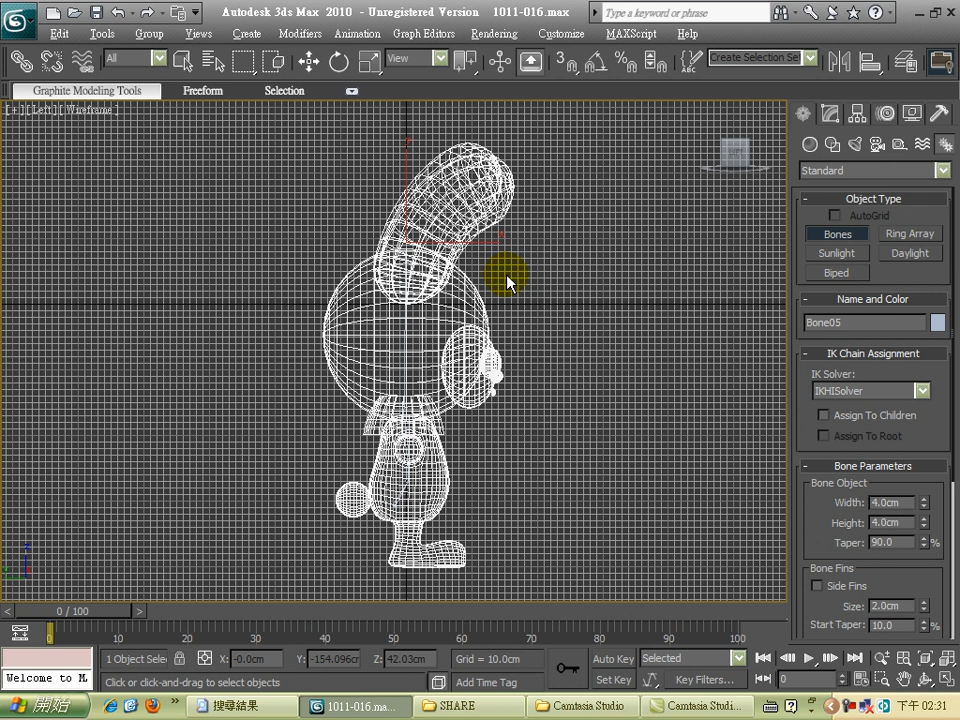 Autodesk 3ds Max 2010 - Unregistered Version 1011-016.max
Type a keyword or phrase
Edit Tools Group Views Create Modifiers Animation Graph Editors Rendering Customize MAXScript Help
All View Create Selection Se
Graphite Modeling Tools Freeform Selection
[ + ] [ Left ] [ Wireframe ]
Standard
Object Type
AutoGrid
Bones Ring Array
Sunlight Daylight
Biped
Name and Color
Bone05
IK Chain Assignment
IK Solver:
IKHISolver
Assign To Children
Assign To Root
Bone Parameters
Bone Object
Width: 4.0cm
Height: 4.0cm
Taper: 90.0 %
Bone Fins
Side Fins
Size: 2.0cm
Start Taper: 10.0 %
0 / 100
0 10 20 30 40 50 60 70 80 90 100
1 Object Selec X: -0.0cm Y: -154.096cm Z: 42.03cm Grid = 10.0cm Auto Key Selected
Welcome to M Click or click-and-drag to select objects Add Time Tag Set Key Key Filters... 0
開始 搜尋結果 1011-016.ma... SHARE Camtasia Studio Camtasia Studi... 下午 02:31